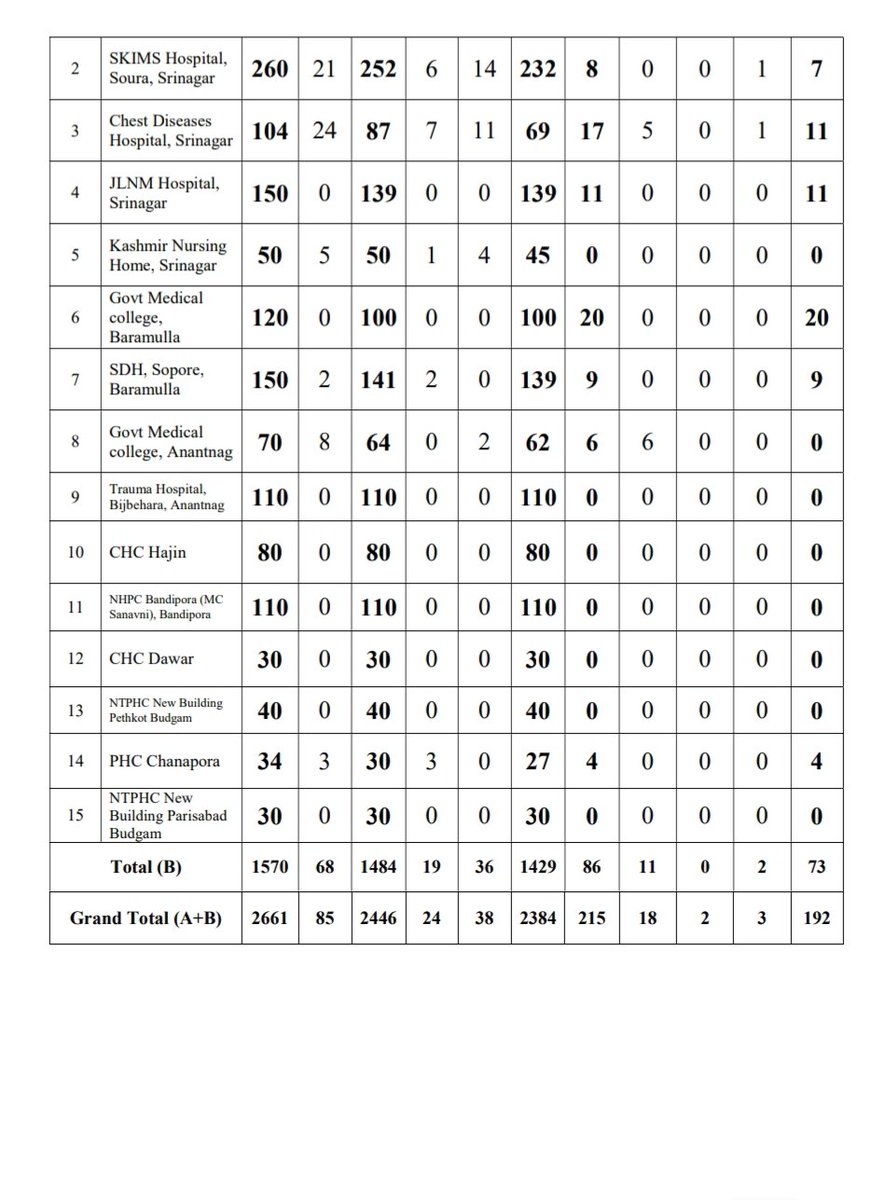 2 SKIMS Hospital, Soura, Srinagar 260 21 252 6 14 232 8 0 0 1 7
3 Chest Diseases Hospital, Srinagar 104 24 87 7 11 69 17 5 0 1 11
4 JLNM Hospital, Srinagar 150 0 139 0 0 139 11 0 0 0 11
5 Kashmir Nursing Home, Srinagar 50 5 50 1 4 45 0 0 0 0 0
6 Govt Medical college, Baramulla 120 0 100 0 0 100 20 0 0 0 20
7 SDH, Sopore, Baramulla 150 2 141 2 0 139 9 0 0 0 9
8 Govt Medical college, Anantnag 70 8 64 0 2 62 6 6 0 0 0
9 Trauma Hospital, Bijbehara, Anantnag 110 0 110 0 0 110 0 0 0 0 0
10 CHC Hajin 80 0 80 0 0 80 0 0 0 0 0
11 NHPC Bandipora (MC Sanavni), Bandipora 110 0 110 0 0 110 0 0 0 0 0
12 CHC Dawar 30 0 30 0 0 30 0 0 0 0 0
13 NTPHC New Building Pethkot Budgam 40 0 40 0 0 40 0 0 0 0 0
14 PHC Chanapora 34 3 30 3 0 27 4 0 0 0 4
15 NTPHC New Building Parisabad Budgam 30 0 30 0 0 30 0 0 0 0 0
Total (B) 1570 68 1484 19 36 1429 86 11 0 2 73
Grand Total (A+B) 2661 85 2446 24 38 2384 215 18 2 3 192